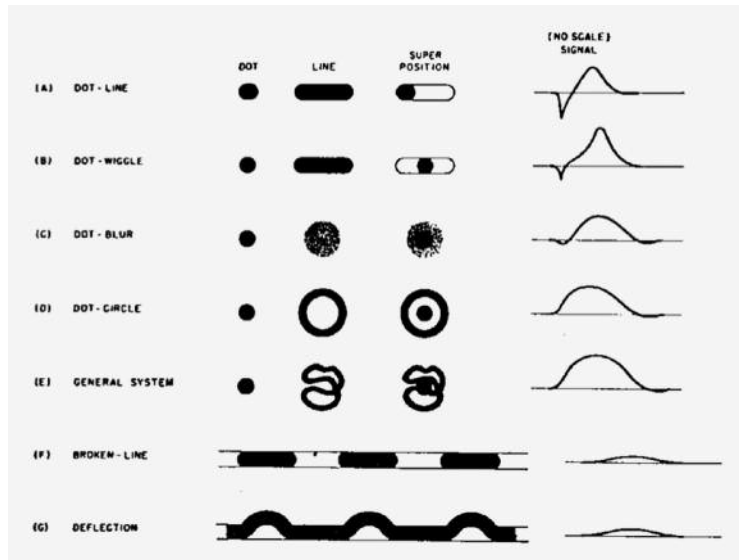 (NO SCALE)
SIGNAL
DOT
LINE
SUPER
POSITION
(A) DOT-LINE
(B) DOT-WIGGLE
(C) DOT-BLUR
(D) DOT-CIRCLE
(E) GENERAL SYSTEM
(F) BROKEN-LINE
(G) DEFLECTION